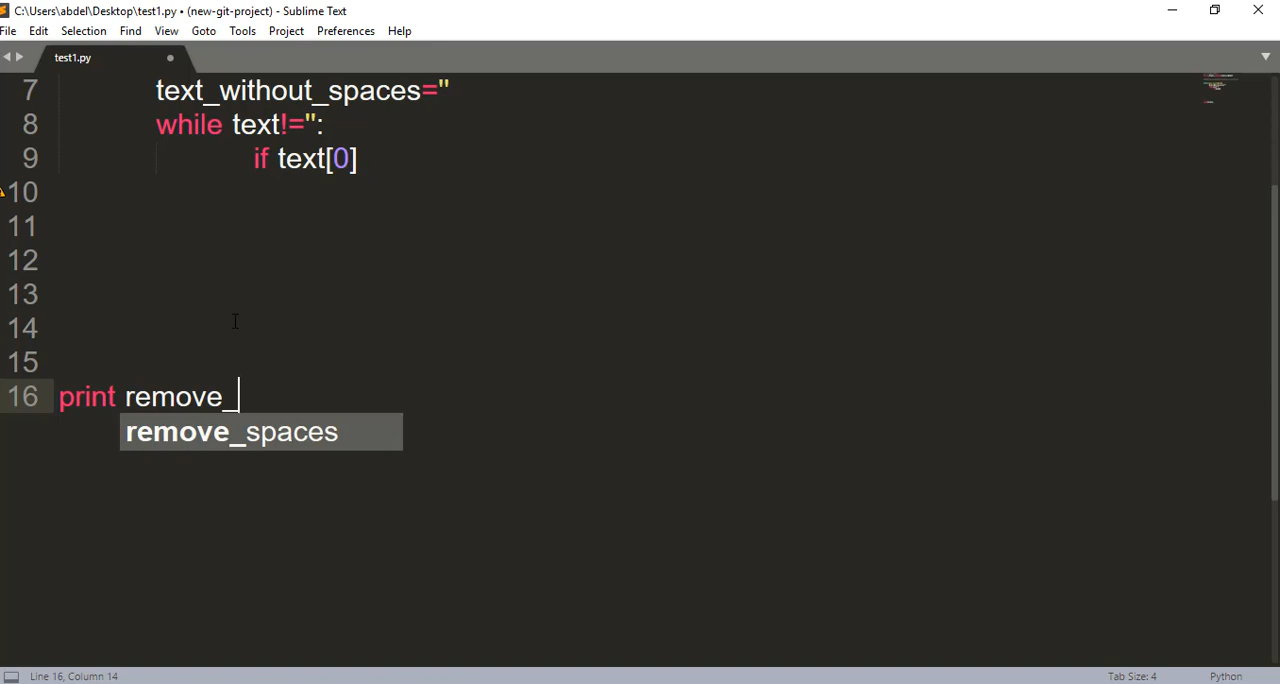 C:\Users\abdel\Desktop\test1.py • (new-git-project) - Sublime Text
File Edit Selection Find View Goto Tools Project Preferences Help
test1.py
7 text_without_spaces=''
8 while text!='':
9 if text[0]
10
11
12
13
14
15
16 print remove_
remove_spaces
Line 16, Column 14 Tab Size: 4 Python